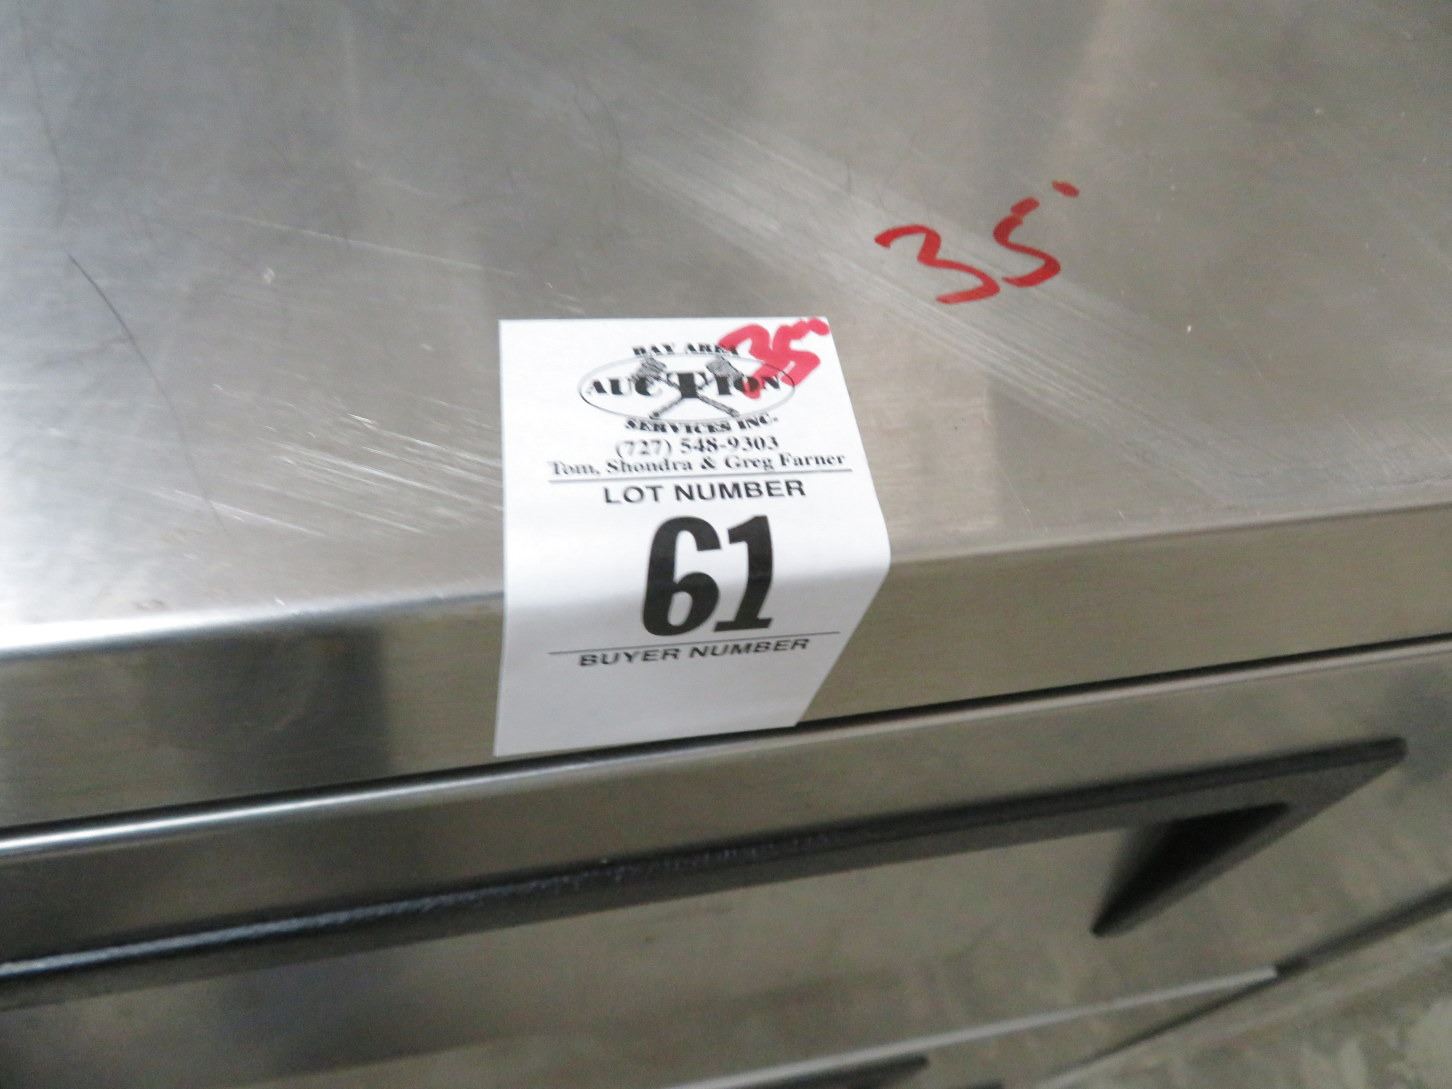 35
35
BAY AREA
AUCTION
SERVICES INC.
(727) 548-9303
Tom, Shondra & Greg Farner
LOT NUMBER
61
BUYER NUMBER